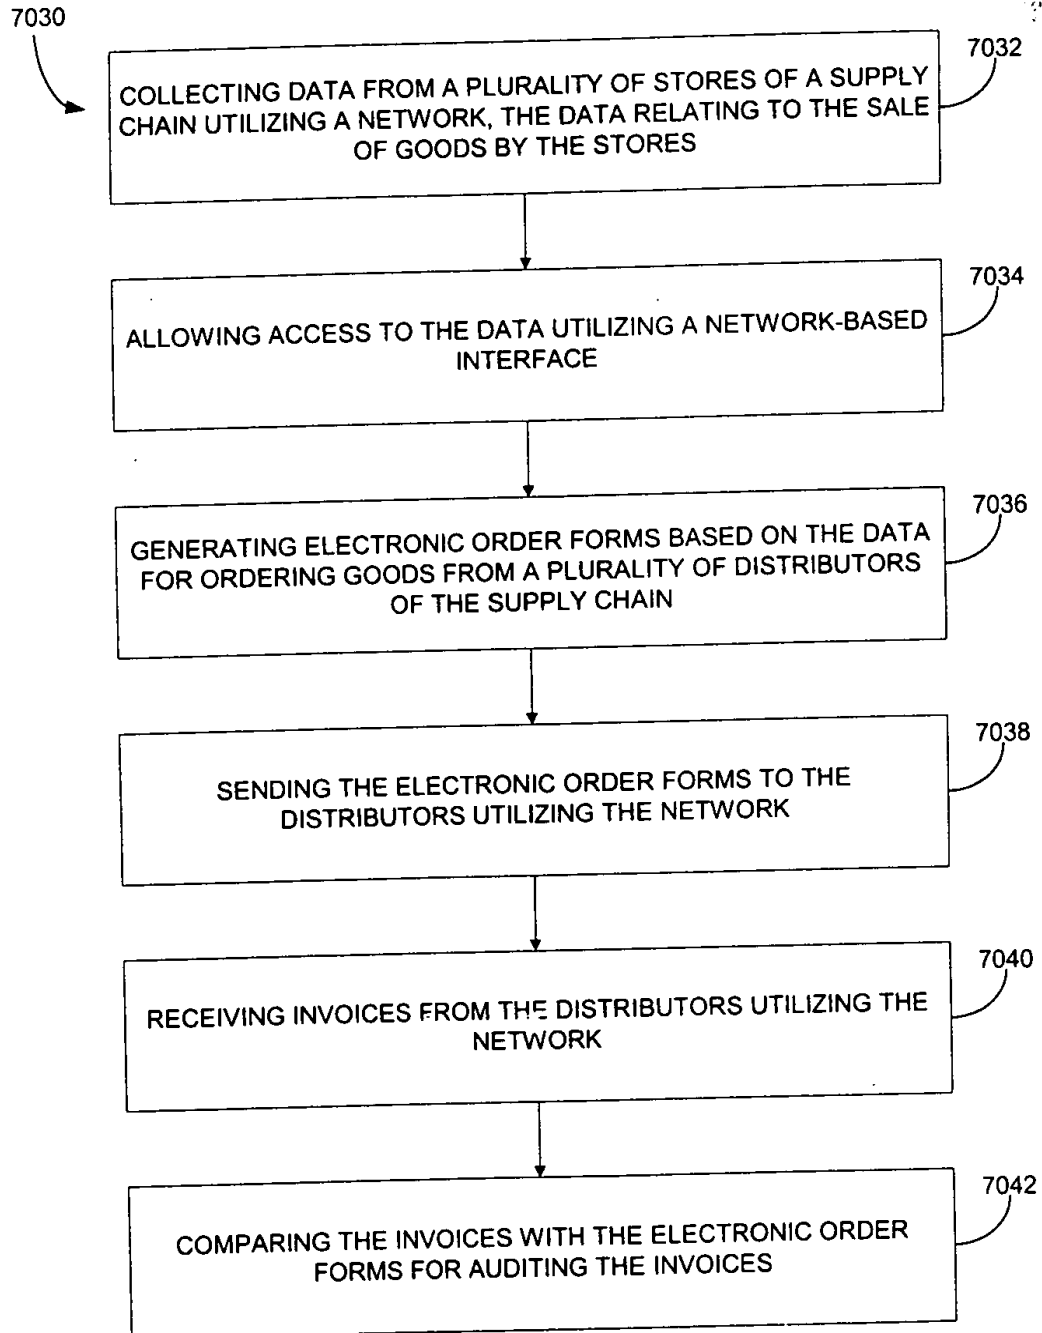 7030
7032
COLLECTING DATA FROM A PLURALITY OF STORES OF A SUPPLY
CHAIN UTILIZING A NETWORK, THE DATA RELATING TO THE SALE
OF GOODS BY THE STORES
7034
ALLOWING ACCESS TO THE DATA UTILIZING A NETWORK-BASED
INTERFACE
7036
GENERATING ELECTRONIC ORDER FORMS BASED ON THE DATA
FOR ORDERING GOODS FROM A PLURALITY OF DISTRIBUTORS
OF THE SUPPLY CHAIN
7038
SENDING THE ELECTRONIC ORDER FORMS TO THE
DISTRIBUTORS UTILIZING THE NETWORK
7040
RECEIVING INVOICES FROM THE DISTRIBUTORS UTILIZING THE
NETWORK
7042
COMPARING THE INVOICES WITH THE ELECTRONIC ORDER
FORMS FOR AUDITING THE INVOICES